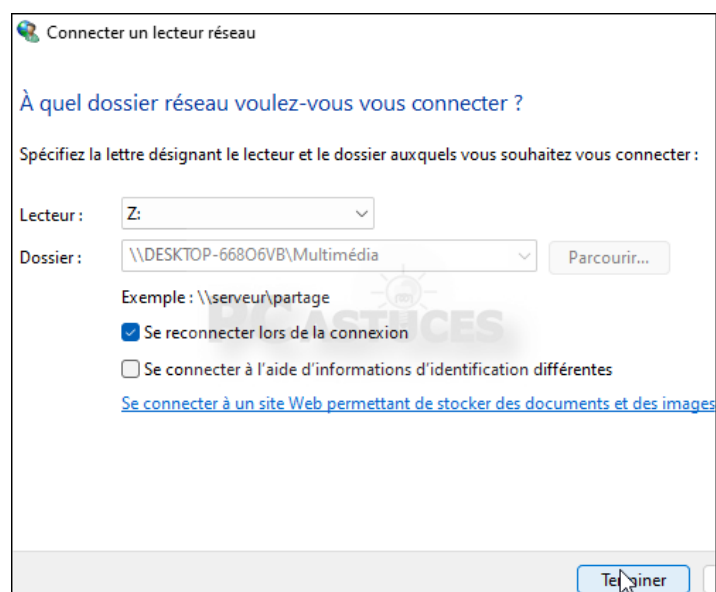 Connecter un lecteur réseau
À quel dossier réseau voulez-vous vous connecter ?
Spécifiez la lettre désignant le lecteur et le dossier auxquels vous souhaitez vous connecter :
Lecteur : Z:
Dossier : \\DESKTOP-668O6VB\Multimédia Parcourir...
Exemple : \\serveur\partage
PC ASTUCES
Se reconnecter lors de la connexion
Se connecter à l'aide d'informations d'identification différentes
Se connecter à un site Web permettant de stocker des documents et des images
Terminer